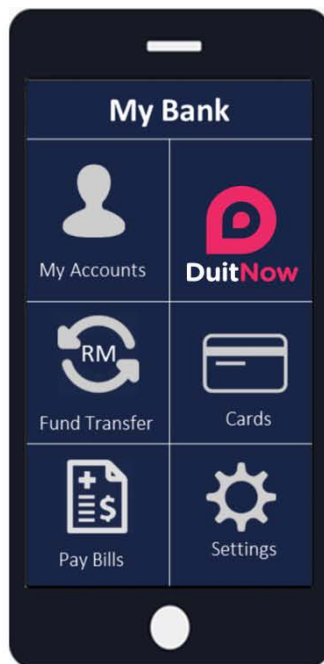 My Bank
My Accounts
DuitNow
RM
Fund Transfer
Cards
$
Pay Bills
Settings